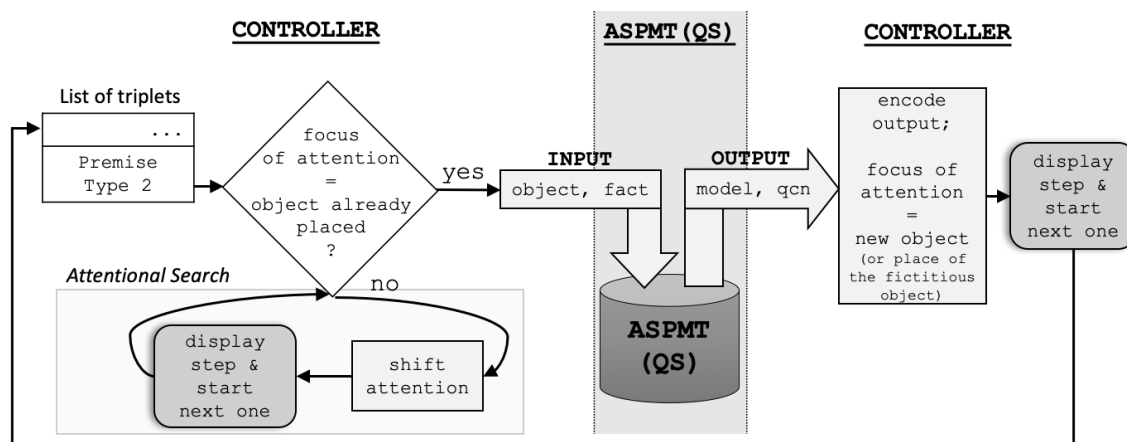 CONTROLLER
ASPMT(QS)
CONTROLLER
List of triplets
...
Premise
Type 2
focus
of attention
=
object already
placed
?
yes
no
Attentional Search
display
step &
start
next one
shift
attention
INPUT
object, fact
OUTPUT
model, qcn
ASPMT
(QS)
encode
output;
focus of
attention
=
new object
(or place of
the fictitious
object)
display
step &
start
next one